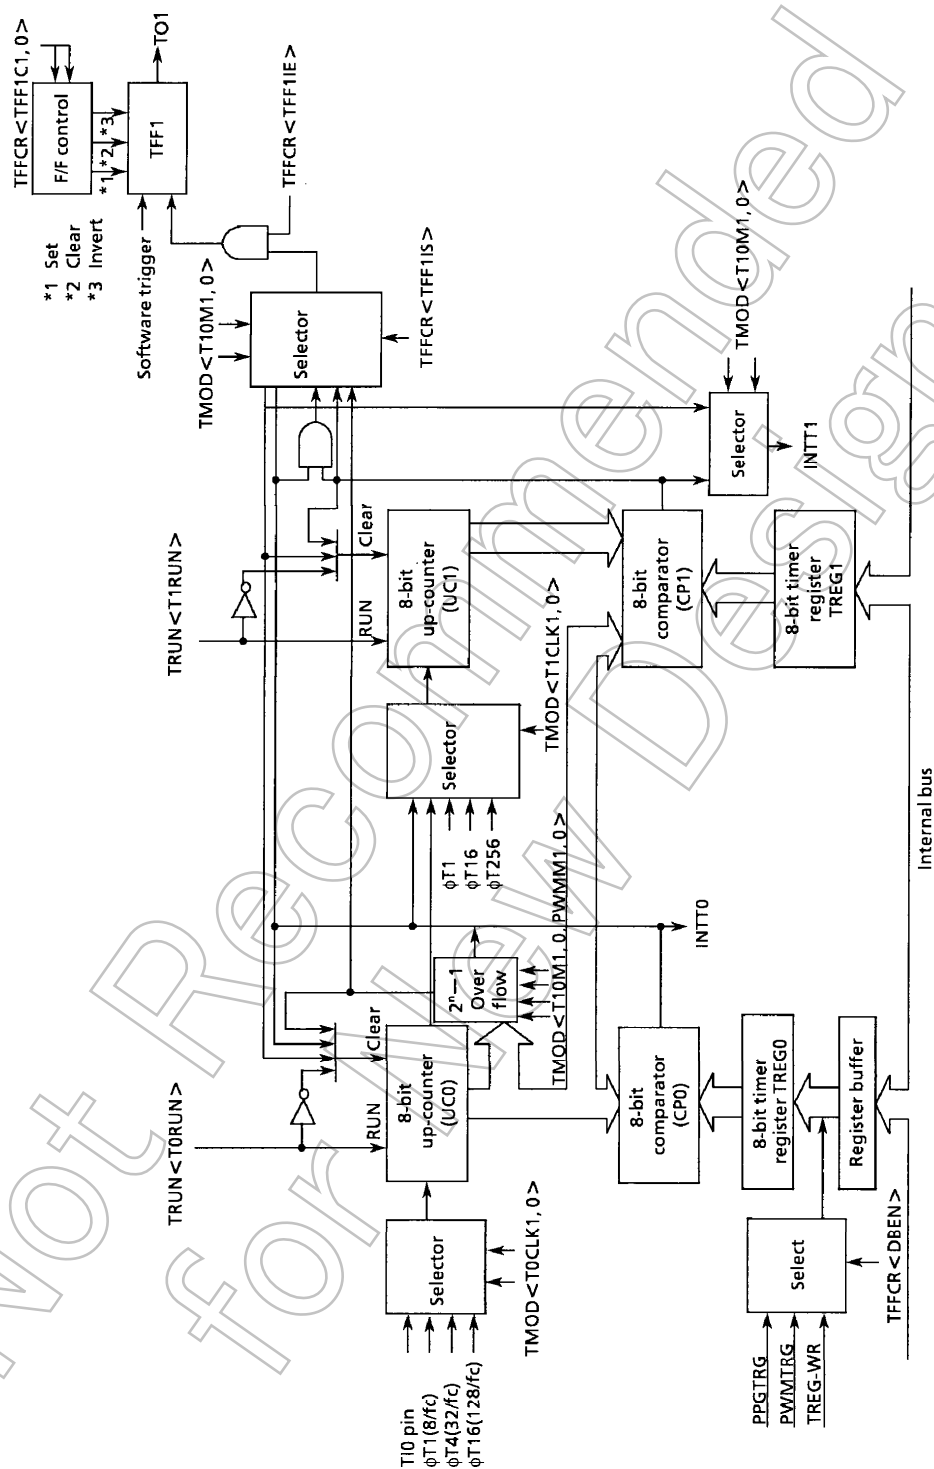 TRUN<T0RUN>
TRUN<T1RUN>
TMOD<T10M1, 0>
Software trigger
*1 Set
*2 Clear
*3 Invert
TFFCR<TFF1C1, 0>
F/F control
*1 *2 *3
TFF1
TO1
TFFCR<TFF1IE>
Selector
TFFCR<TFF1IS>
TI0 pin
ϕT1(8/fc)
ϕT4(32/fc)
ϕT16(128/fc)
Selector
TMOD<T0CLK1, 0>
RUN
Clear
8-bit
up-counter
(UC0)
2ⁿ—1
Over
flow
TMOD<T10M1, 0, PWMM1, 0>
ϕT1
ϕT16
ϕT256
Selector
TMOD<T1CLK1, 0>
RUN
Clear
8-bit
up-counter
(UC1)
8-bit
comparator
(CP0)
INTT0
8-bit
comparator
(CP1)
Selector
TMOD<T10M1, 0>
INTT1
PPGTRG
PWMTRG
TREG-WR
Select
TFFCR<DBEN>
8-bit timer
register TREG0
Register buffer
8-bit timer
register
TREG1
Internal bus
Not Recommended
for New Design